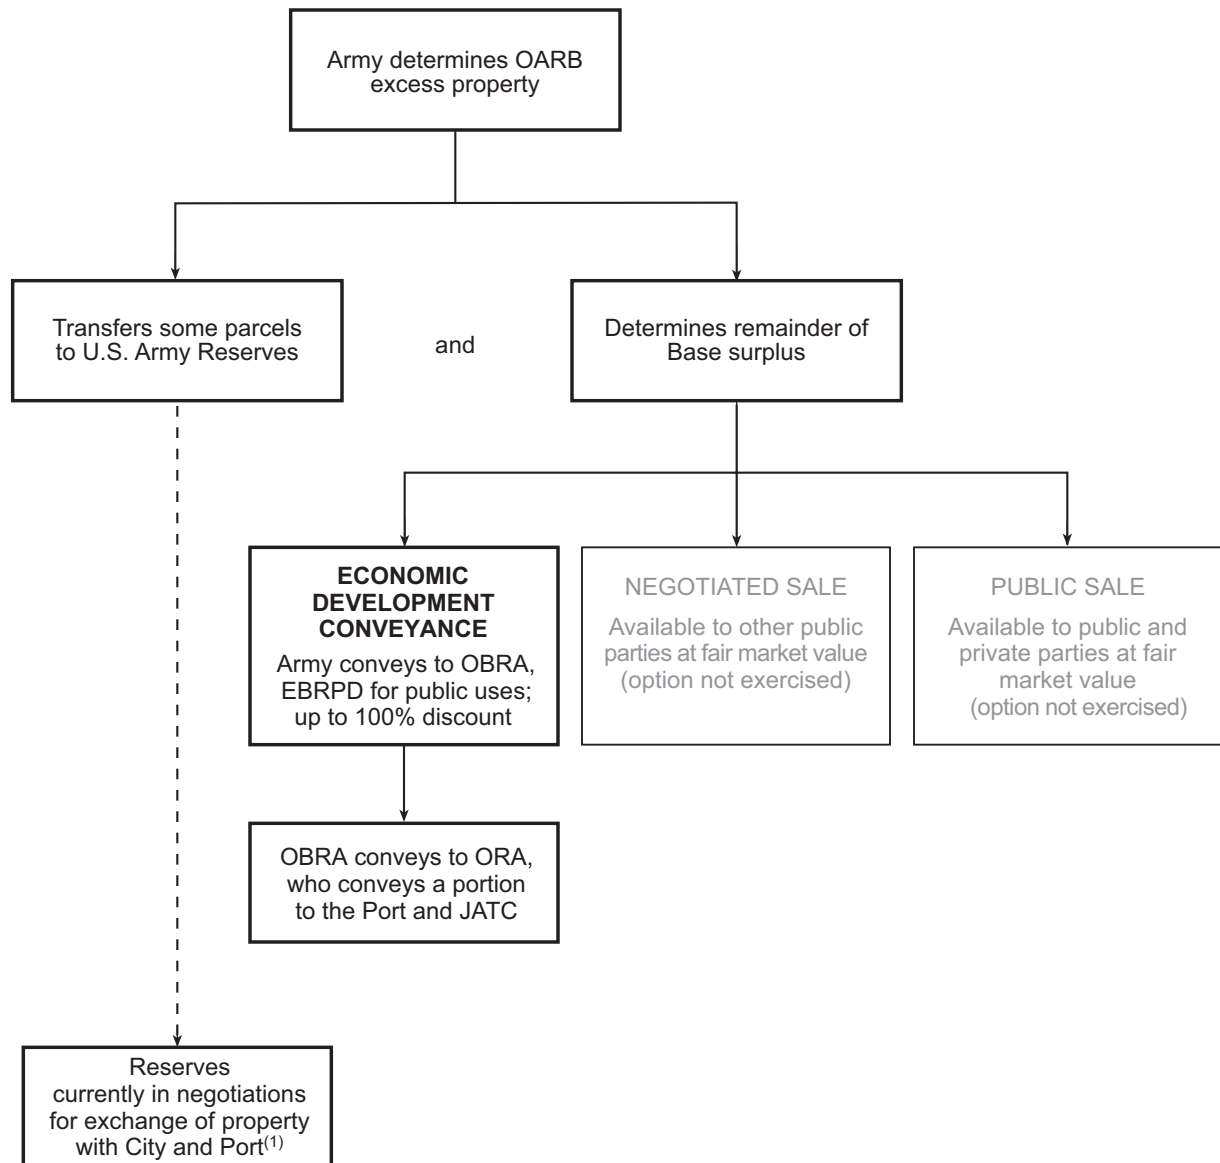 Army determines OARB
excess property
Transfers some parcels
to U.S. Army Reserves
and
Determines remainder of
Base surplus
ECONOMIC
DEVELOPMENT
CONVEYANCE
Army conveys to OBRA,
EBRPD for public uses;
up to 100% discount
NEGOTIATED SALE
Available to other public
parties at fair market value
(option not exercised)
PUBLIC SALE
Available to public and
private parties at fair
market value
(option not exercised)
OBRA conveys to ORA,
who conveys a portion
to the Port and JATC
Reserves
currently in negotiations
for exchange of property
with City and Port(1)